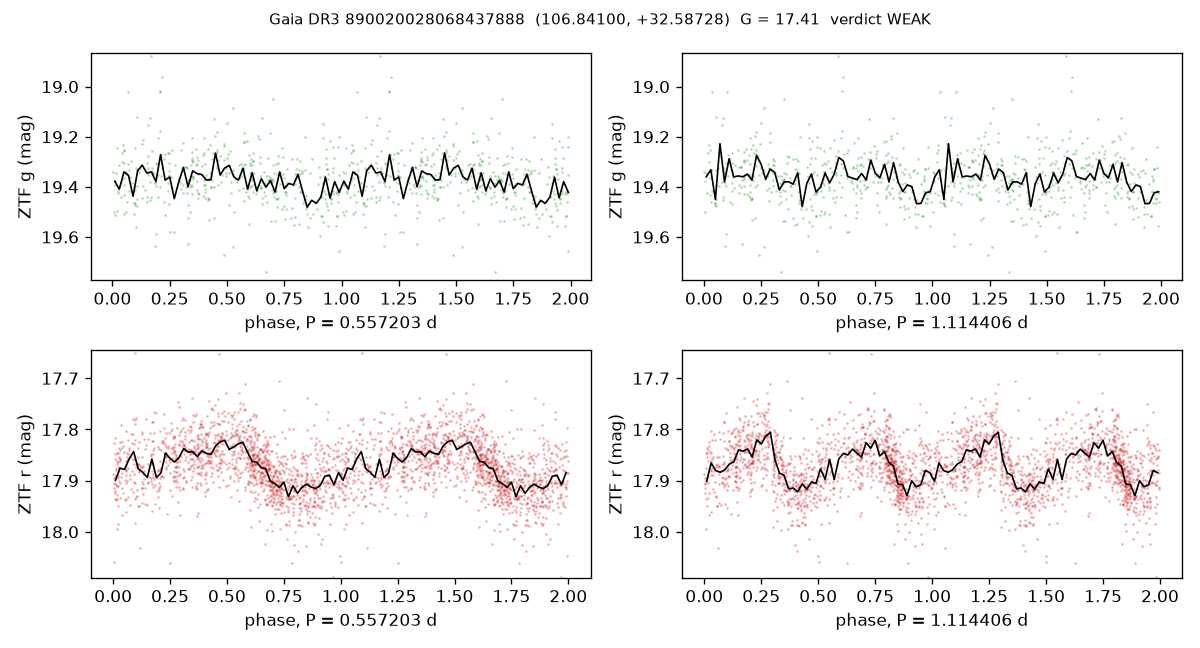 Gaia DR3 890020028068437888  (106.84100, +32.58728)  G = 17.41  verdict WEAK
ZTF g (mag)
19.0
19.2
19.4
19.6
0.00 0.25 0.50 0.75 1.00 1.25 1.50 1.75 2.00
phase, P = 0.557203 d
ZTF g (mag)
19.0
19.2
19.4
19.6
0.00 0.25 0.50 0.75 1.00 1.25 1.50 1.75 2.00
phase, P = 1.114406 d
ZTF r (mag)
17.7
17.8
17.9
18.0
0.00 0.25 0.50 0.75 1.00 1.25 1.50 1.75 2.00
phase, P = 0.557203 d
ZTF r (mag)
17.7
17.8
17.9
18.0
0.00 0.25 0.50 0.75 1.00 1.25 1.50 1.75 2.00
phase, P = 1.114406 d